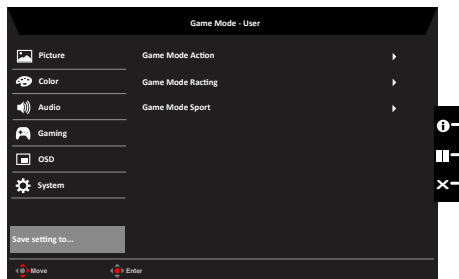 Game Mode - User
Picture
Color
Audio
Gaming
OSD
System
Save setting to...
Game Mode Action
Game Mode Racting
Game Mode Sport
Move
Enter